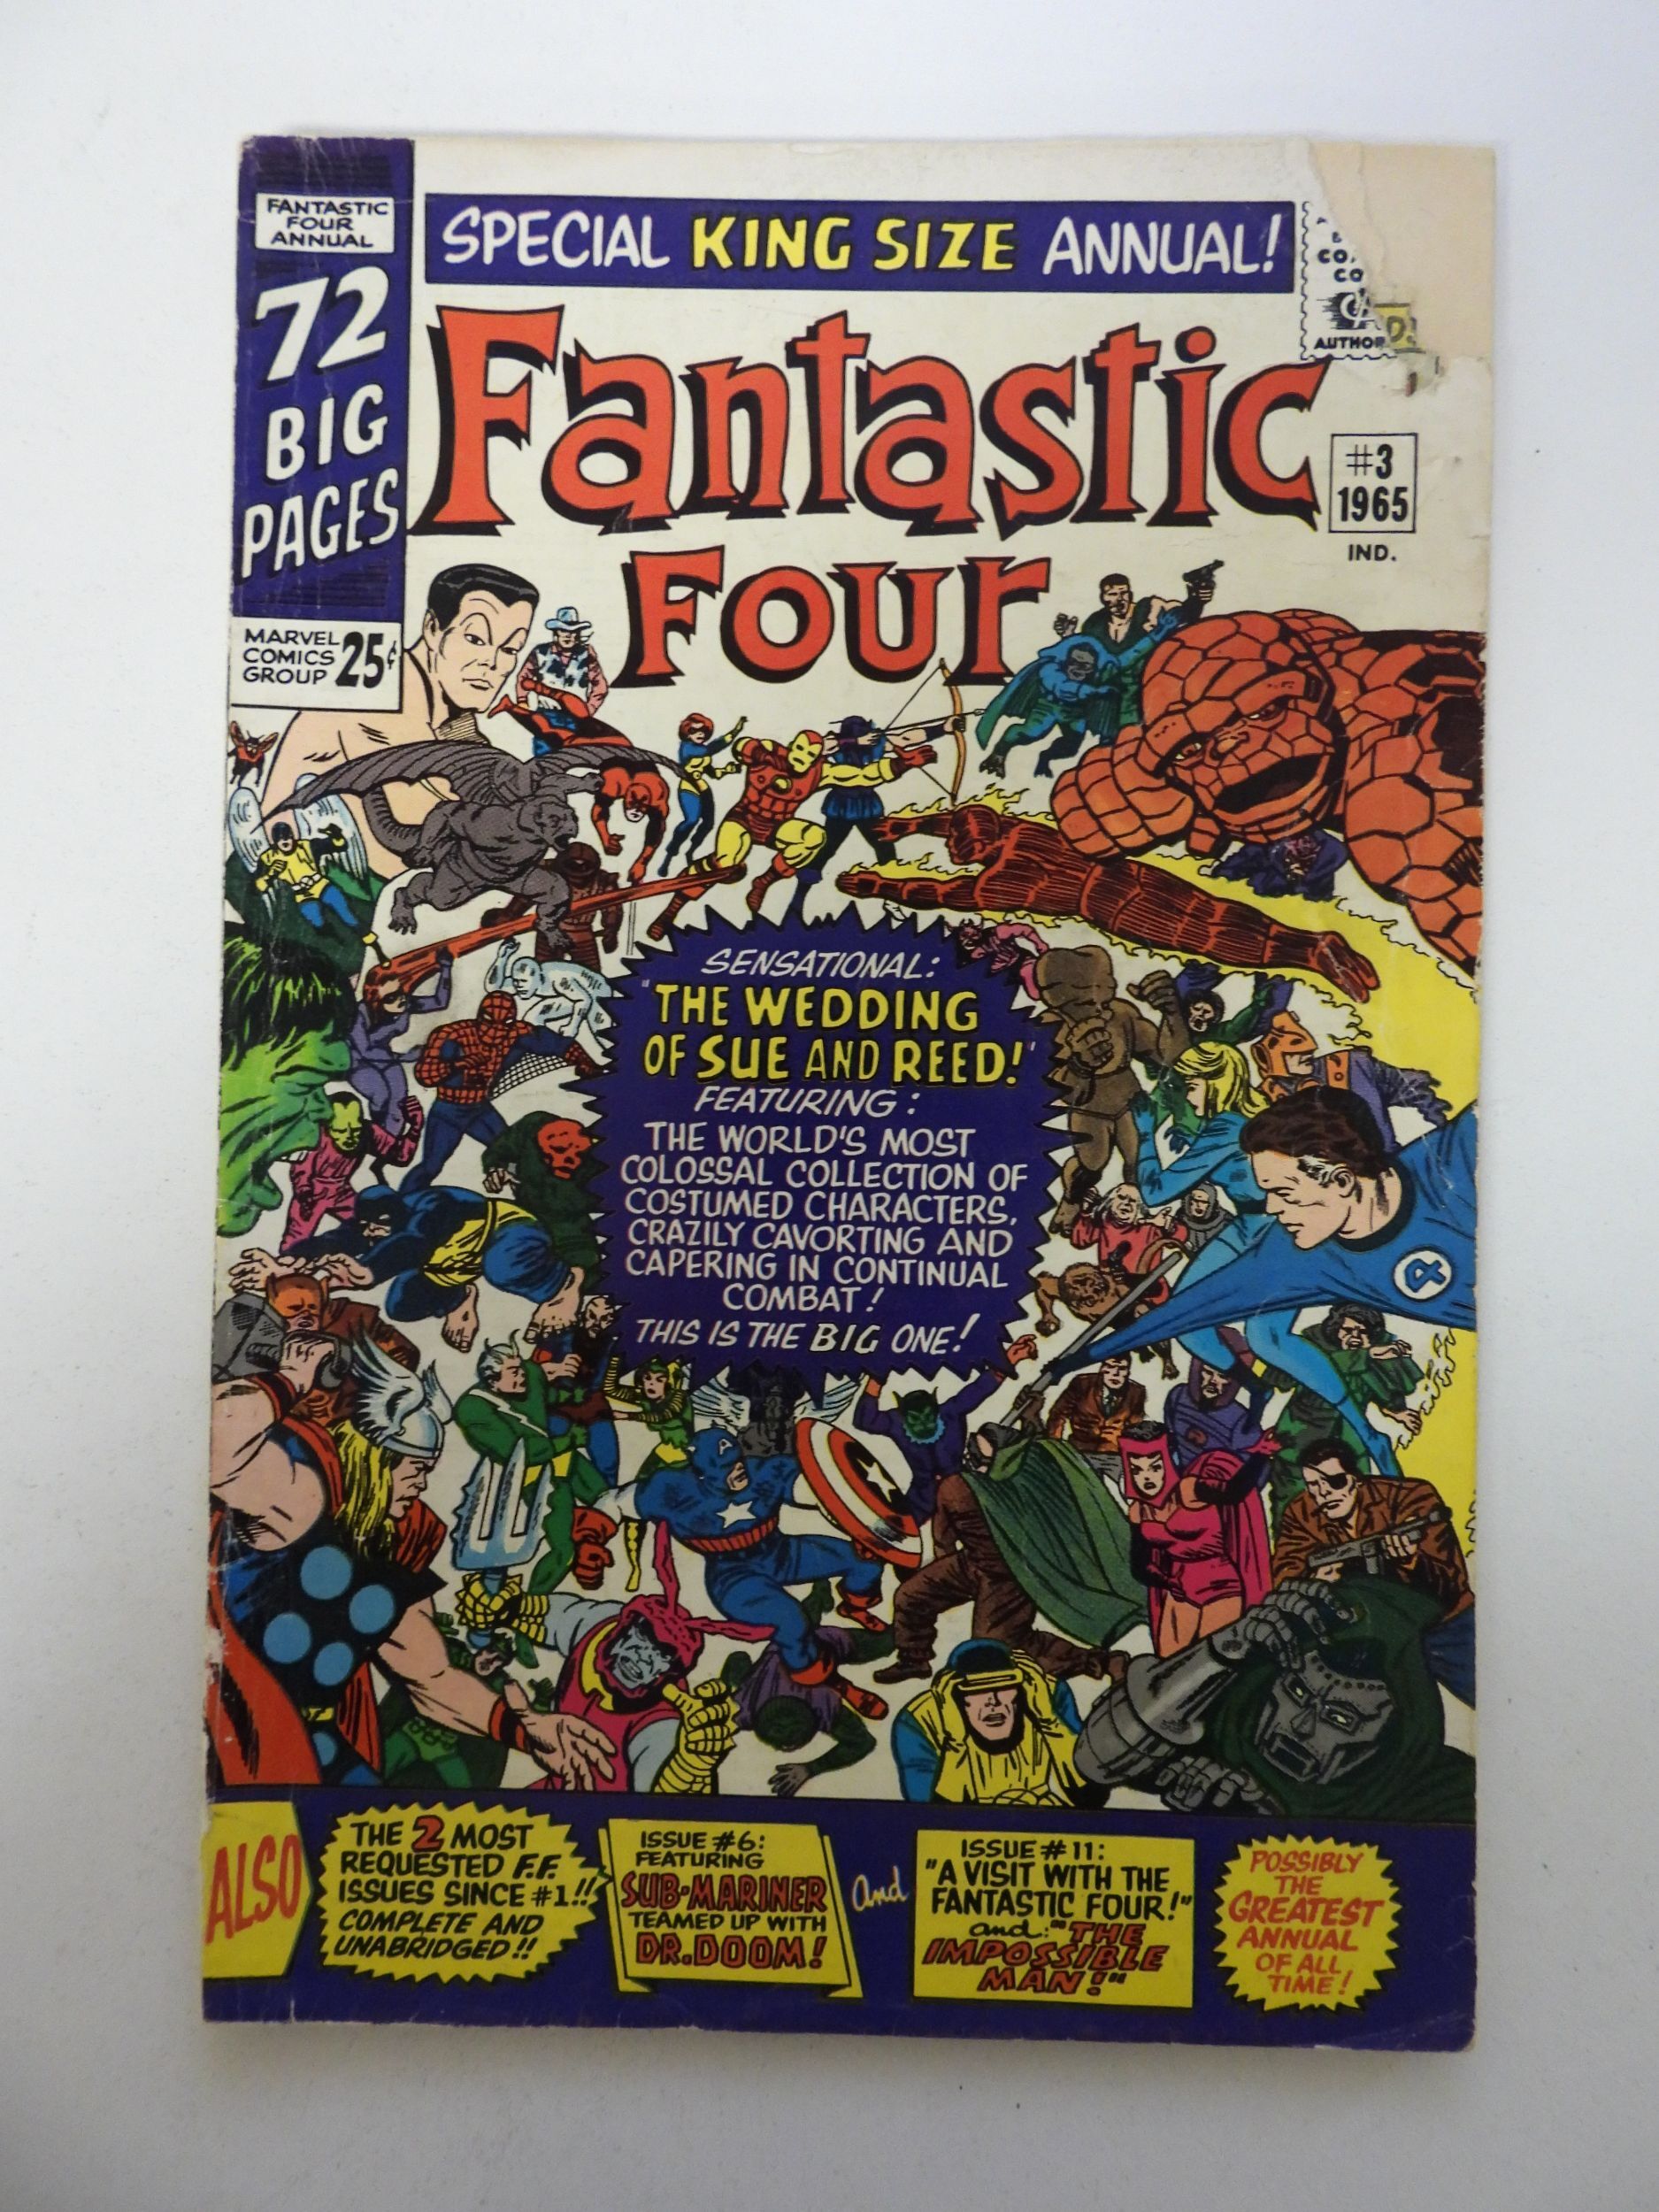 FANTASTIC
FOUR
ANNUAL
72
BIG
PAGES
MARVEL
COMICS
GROUP
25¢
SPECIAL KING SIZE ANNUAL!
CO
AUTHOR
Fantastic
Four
#3
1965
IND.
SENSATIONAL:
"THE WEDDING
OF SUE AND REED!"
FEATURING:
THE WORLD'S MOST
COLOSSAL COLLECTION OF
COSTUMED CHARACTERS,
CRAZILY CAVORTING AND
CAPERING IN CONTINUAL
COMBAT!
THIS IS THE BIG ONE!
A
4
ALSO
THE 2 MOST
REQUESTED F.F.
ISSUES SINCE #1!!
COMPLETE AND
UNABRIDGED!!
ISSUE #6:
FEATURING
SUB-MARINER
TEAMED UP WITH
DR. DOOM!
And
ISSUE #11:
"A VISIT WITH THE
FANTASTIC FOUR!"
and: "THE
IMPOSSIBLE
MAN!"
POSSIBLY
THE
GREATEST
ANNUAL
OF ALL
TIME!